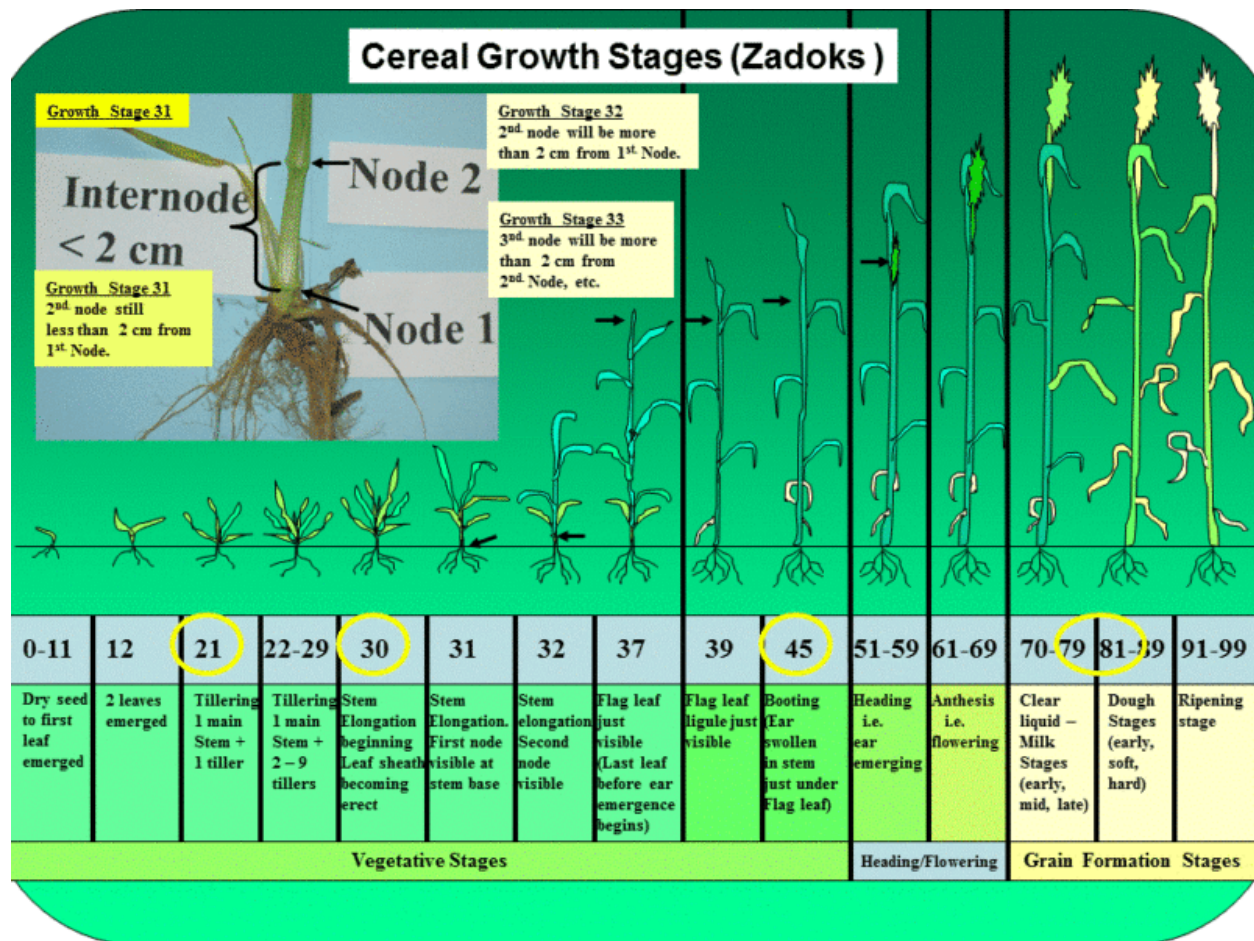 Cereal Growth Stages (Zadoks )
Growth Stage 31
Internode
< 2 cm
Node 2
Node 1
Growth Stage 31
2nd. node still
less than 2 cm from
1st. Node.
Growth Stage 32
2nd. node will be more
than 2 cm from 1st. Node.
Growth Stage 33
3nd. node will be more
than 2 cm from
2nd. Node, etc.
0-11
12
21
22-29
30
31
32
37
39
45
51-59
61-69
70-79
81-89
91-99
Dry seed
to first
leaf
emerged
2 leaves
emerged
Tillering
1 main
Stem +
1 tiller
Tillering
1 main
Stem +
2 – 9
tillers
Stem
Elongation
beginning
Leaf sheath
becoming
erect
Stem
Elongation.
First node
visible at
stem base
Stem
elongation
Second
node
visible
Flag leaf
just
visible
(Last leaf
before ear
emergence
begins)
Flag leaf
ligule just
visible
Booting
(Ear
swollen
in stem
just under
Flag leaf)
Heading
i.e.
ear
emerging
Anthesis
i.e.
flowering
Clear
liquid –
Milk
Stages
(early,
mid, late)
Dough
Stages
(early,
soft,
hard)
Ripening
stage
Vegetative Stages
Heading/Flowering
Grain Formation Stages